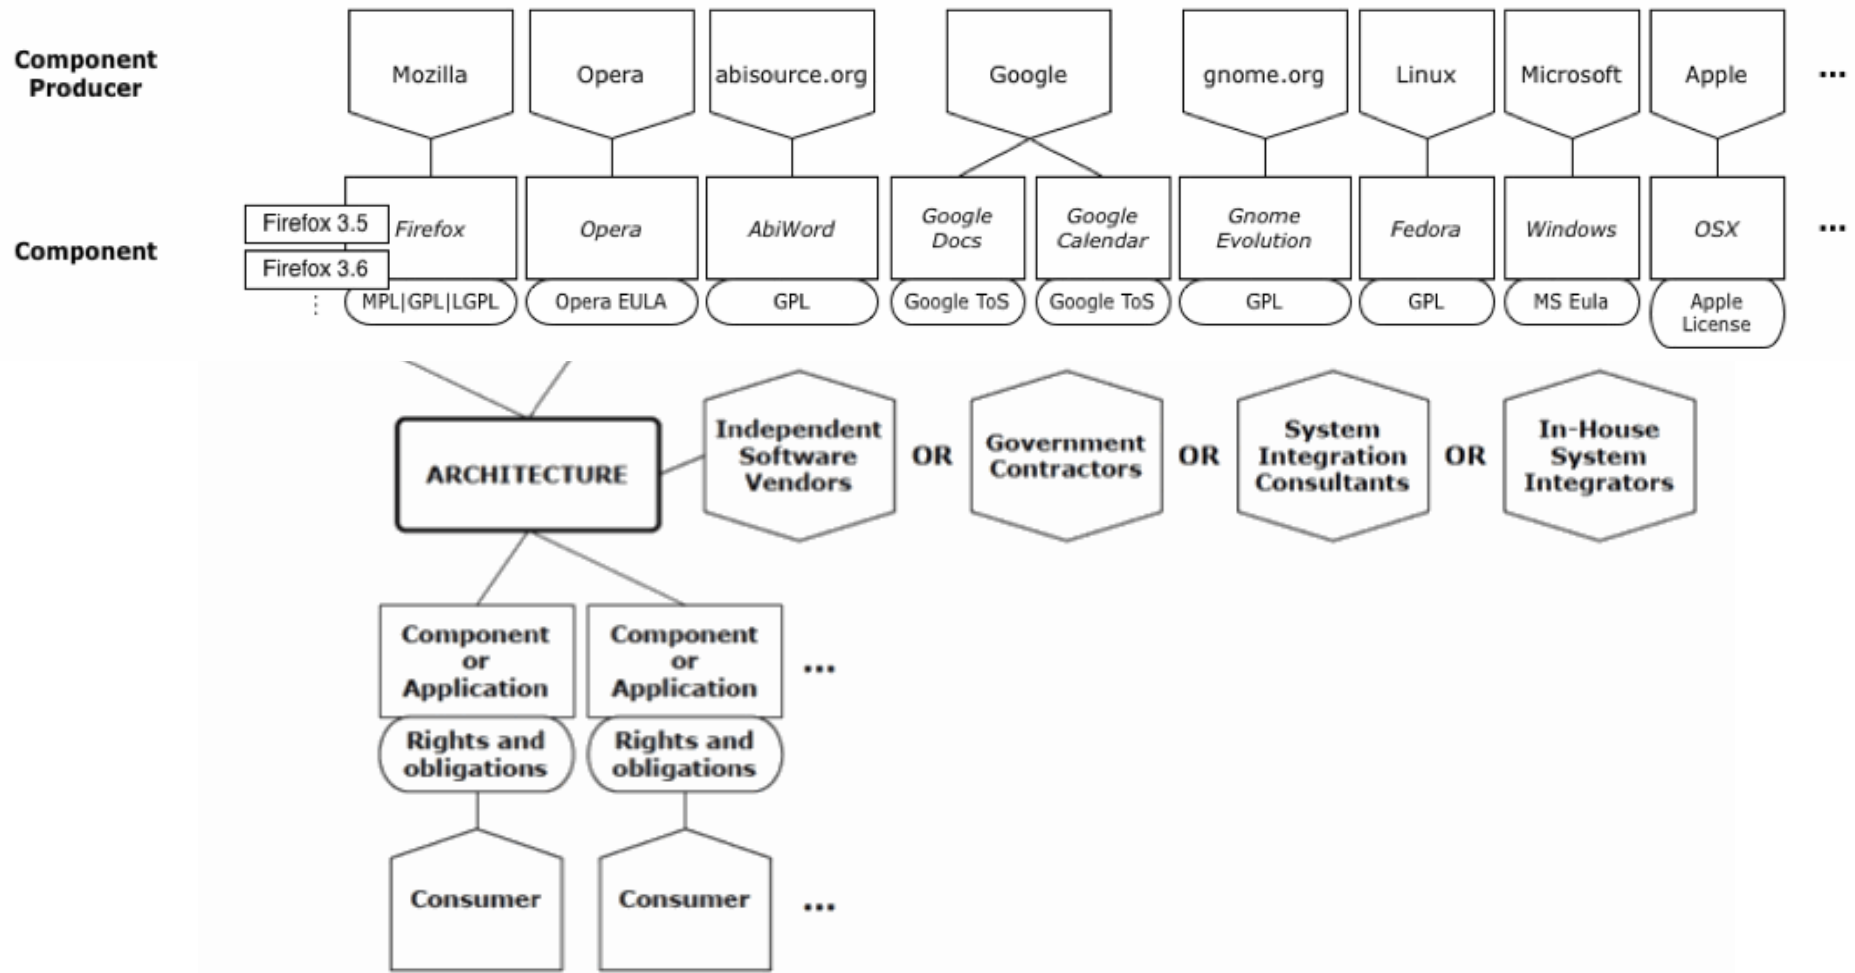 Component
Producer
Mozilla
Opera
abisource.org
Google
gnome.org
Linux
Microsoft
Apple
...
Component
Firefox 3.5
Firefox 3.6
Firefox
Opera
AbiWord
Google
Docs
Google
Calendar
Gnome
Evolution
Fedora
Windows
OSX
...
MPL|GPL|LGPL
Opera EULA
GPL
Google ToS
Google ToS
GPL
GPL
MS Eula
Apple
License
ARCHITECTURE
Independent
Software
Vendors
OR
Government
Contractors
OR
System
Integration
Consultants
OR
In-House
System
Integrators
Component
or
Application
Component
or
Application
...
Rights and
obligations
Rights and
obligations
Consumer
Consumer
...